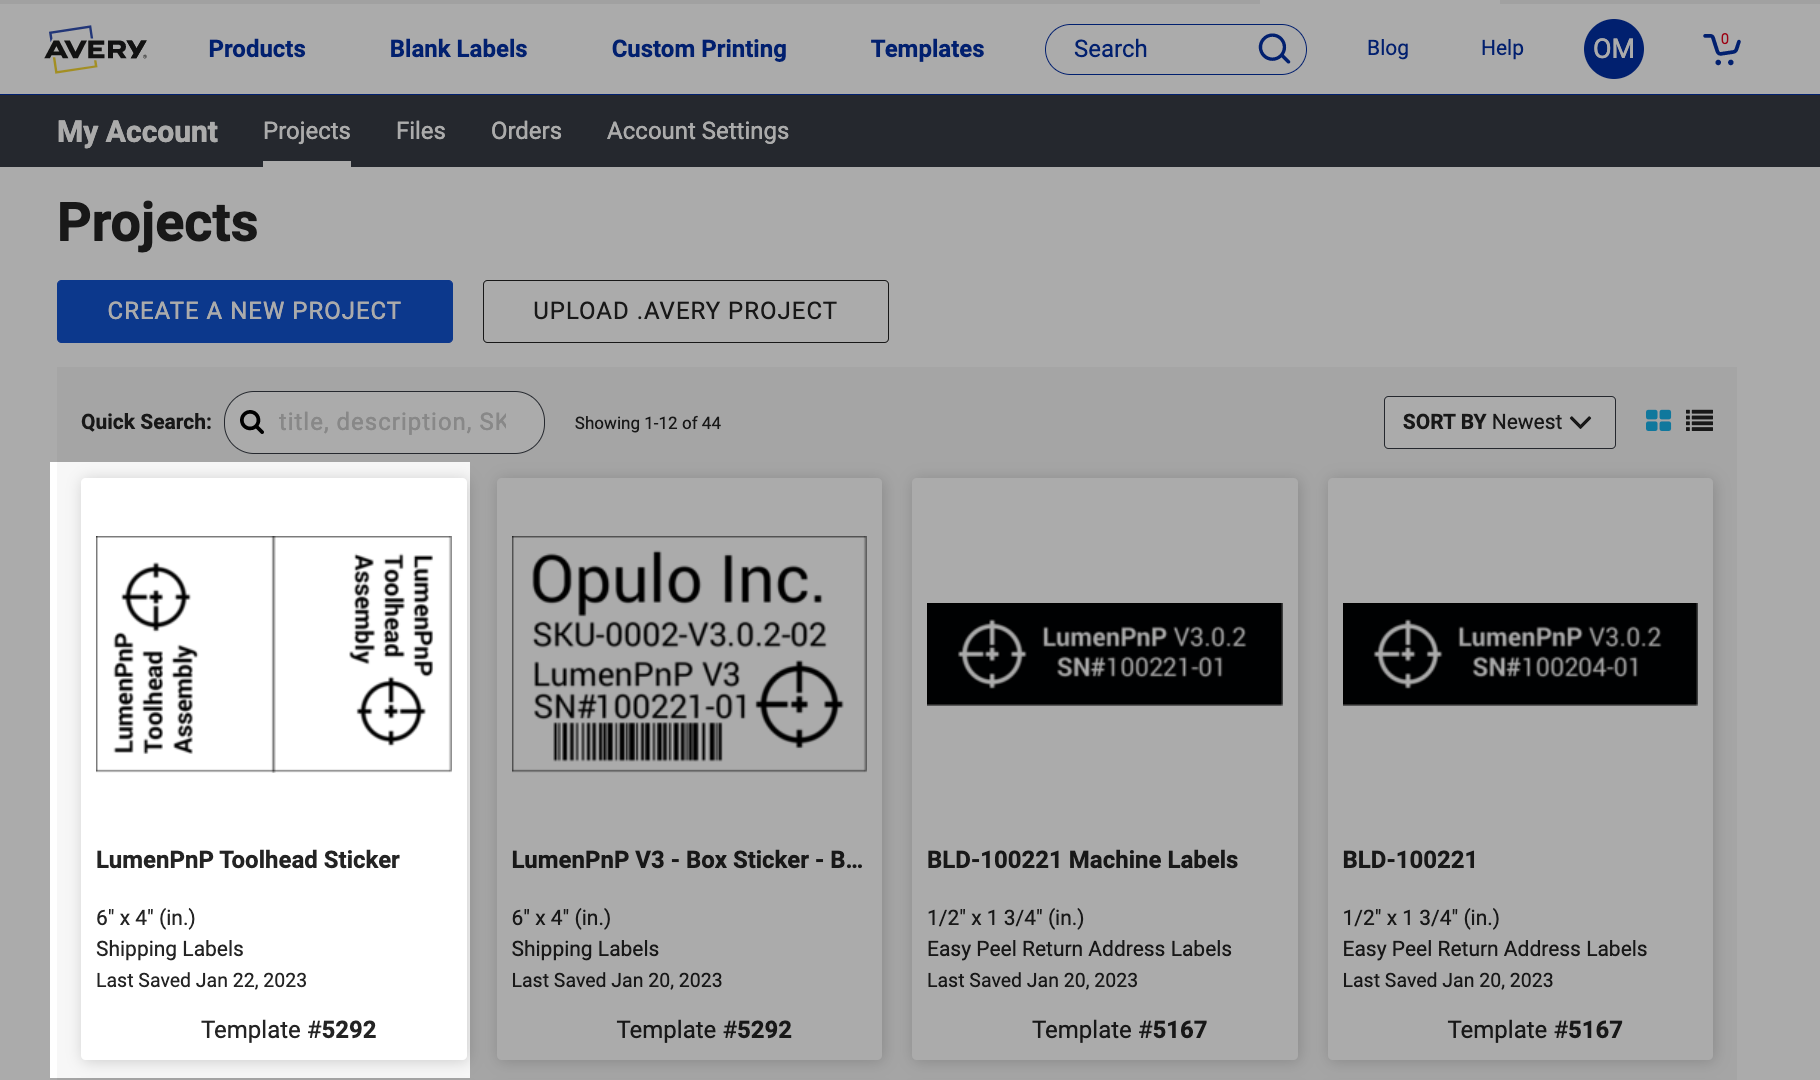 AVERY
Products
Blank Labels
Custom Printing
Templates
Search
Blog
Help
OM
0
My Account
Projects
Files
Orders
Account Settings
Projects
CREATE A NEW PROJECT
UPLOAD .AVERY PROJECT
Quick Search:
title, description, SK
Showing 1-12 of 44
SORT BY Newest
LumenPnP
Toolhead
Assembly
LumenPnP
Toolhead
Assembly
LumenPnP Toolhead Sticker
6" x 4" (in.)
Shipping Labels
Last Saved Jan 22, 2023
Template #5292
Opulo Inc.
SKU-0002-V3.0.2-02
LumenPnP V3
SN#100221-01
LumenPnP V3 - Box Sticker - B...
6" x 4" (in.)
Shipping Labels
Last Saved Jan 20, 2023
Template #5292
LumenPnP V3.0.2
SN#100221-01
BLD-100221 Machine Labels
1/2" x 1 3/4" (in.)
Easy Peel Return Address Labels
Last Saved Jan 20, 2023
Template #5167
LumenPnP V3.0.2
SN#100204-01
BLD-100221
1/2" x 1 3/4" (in.)
Easy Peel Return Address Labels
Last Saved Jan 20, 2023
Template #5167